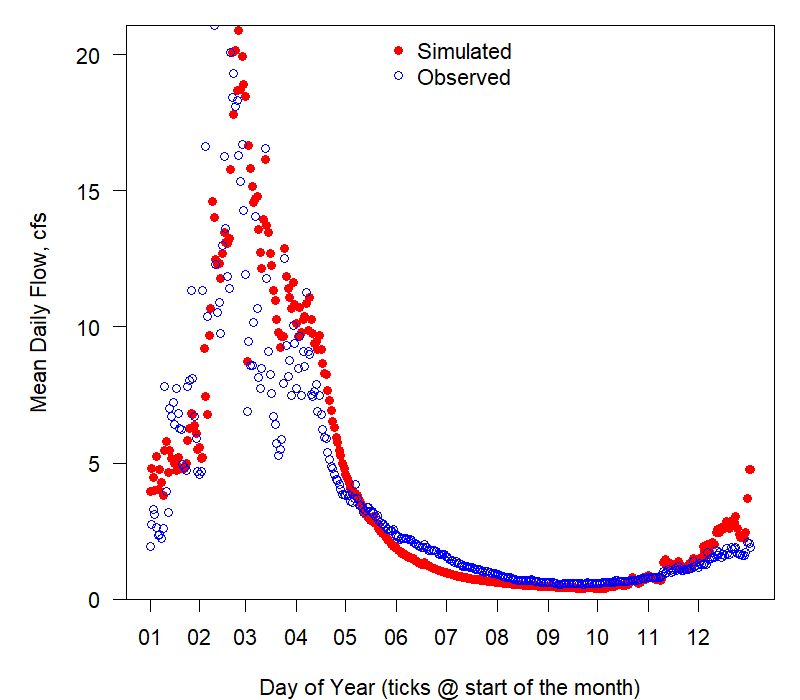 Simulated
Observed
Mean Daily Flow, cfs
20
15
10
5
0
01 02 03 04 05 06 07 08 09 10 11 12
Day of Year (ticks @ start of the month)